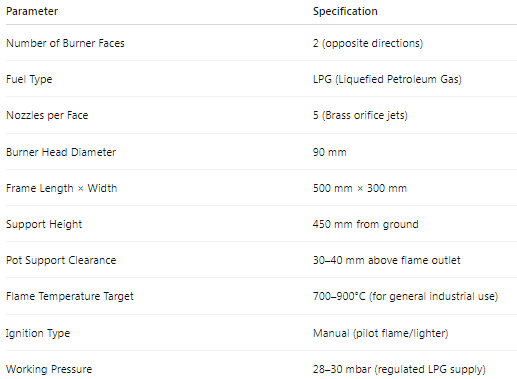 Parameter Specification
Number of Burner Faces 2 (opposite directions)
Fuel Type LPG (Liquefied Petroleum Gas)
Nozzles per Face 5 (Brass orifice jets)
Burner Head Diameter 90 mm
Frame Length × Width 500 mm × 300 mm
Support Height 450 mm from ground
Pot Support Clearance 30–40 mm above flame outlet
Flame Temperature Target 700–900°C (for general industrial use)
Ignition Type Manual (pilot flame/lighter)
Working Pressure 28–30 mbar (regulated LPG supply)